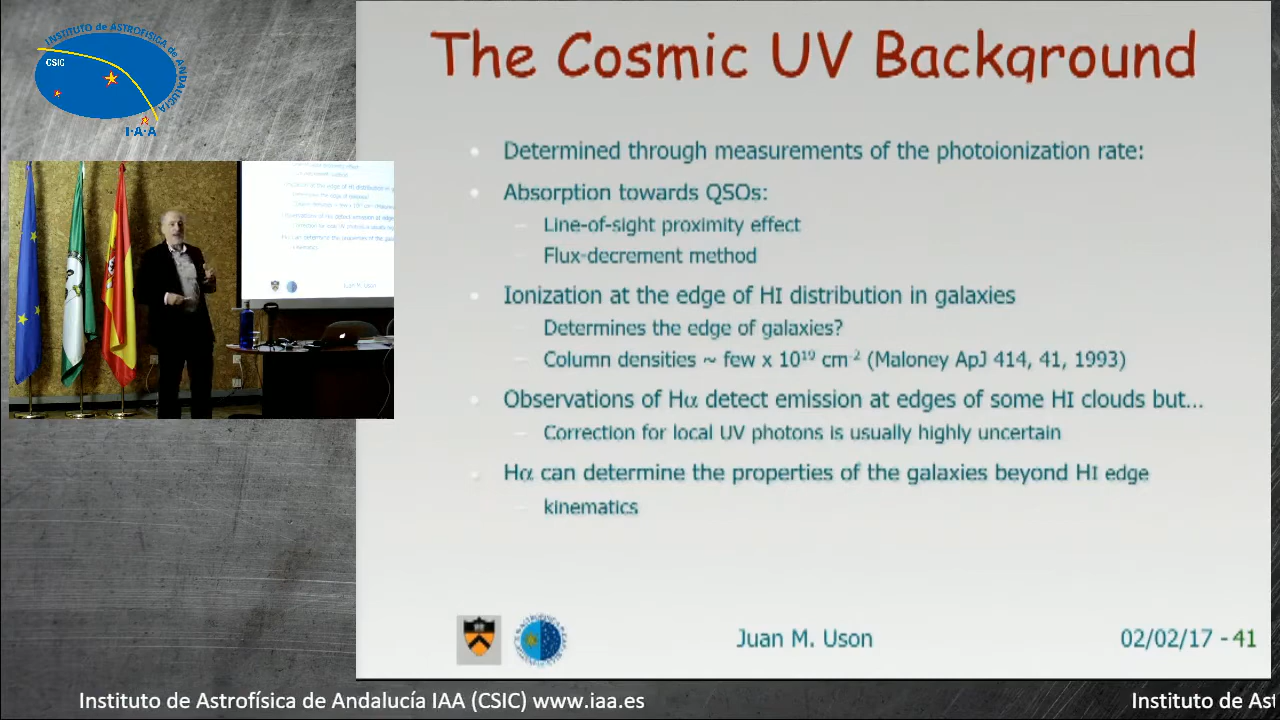 INSTITUTO de ASTROFÍSICA de ANDALUCÍA
CSIC
I·A·A
The Cosmic UV Background
Determined through measurements of the photoionization rate:
Absorption towards QSOs:
Line-of-sight proximity effect
Flux-decrement method
Ionization at the edge of HI distribution in galaxies
Determines the edge of galaxies?
Column densities ~ few x 10¹⁹ cm⁻² (Maloney ApJ 414, 41, 1993)
Observations of Hα detect emission at edges of some HI clouds but...
Correction for local UV photons is usually highly uncertain
Hα can determine the properties of the galaxies beyond HI edge
kinematics
Juan M. Uson
02/02/17 - 41
Juan M. Uson
Instituto de Astrofísica de Andalucía IAA (CSIC) www.iaa.es
Instituto de Ast